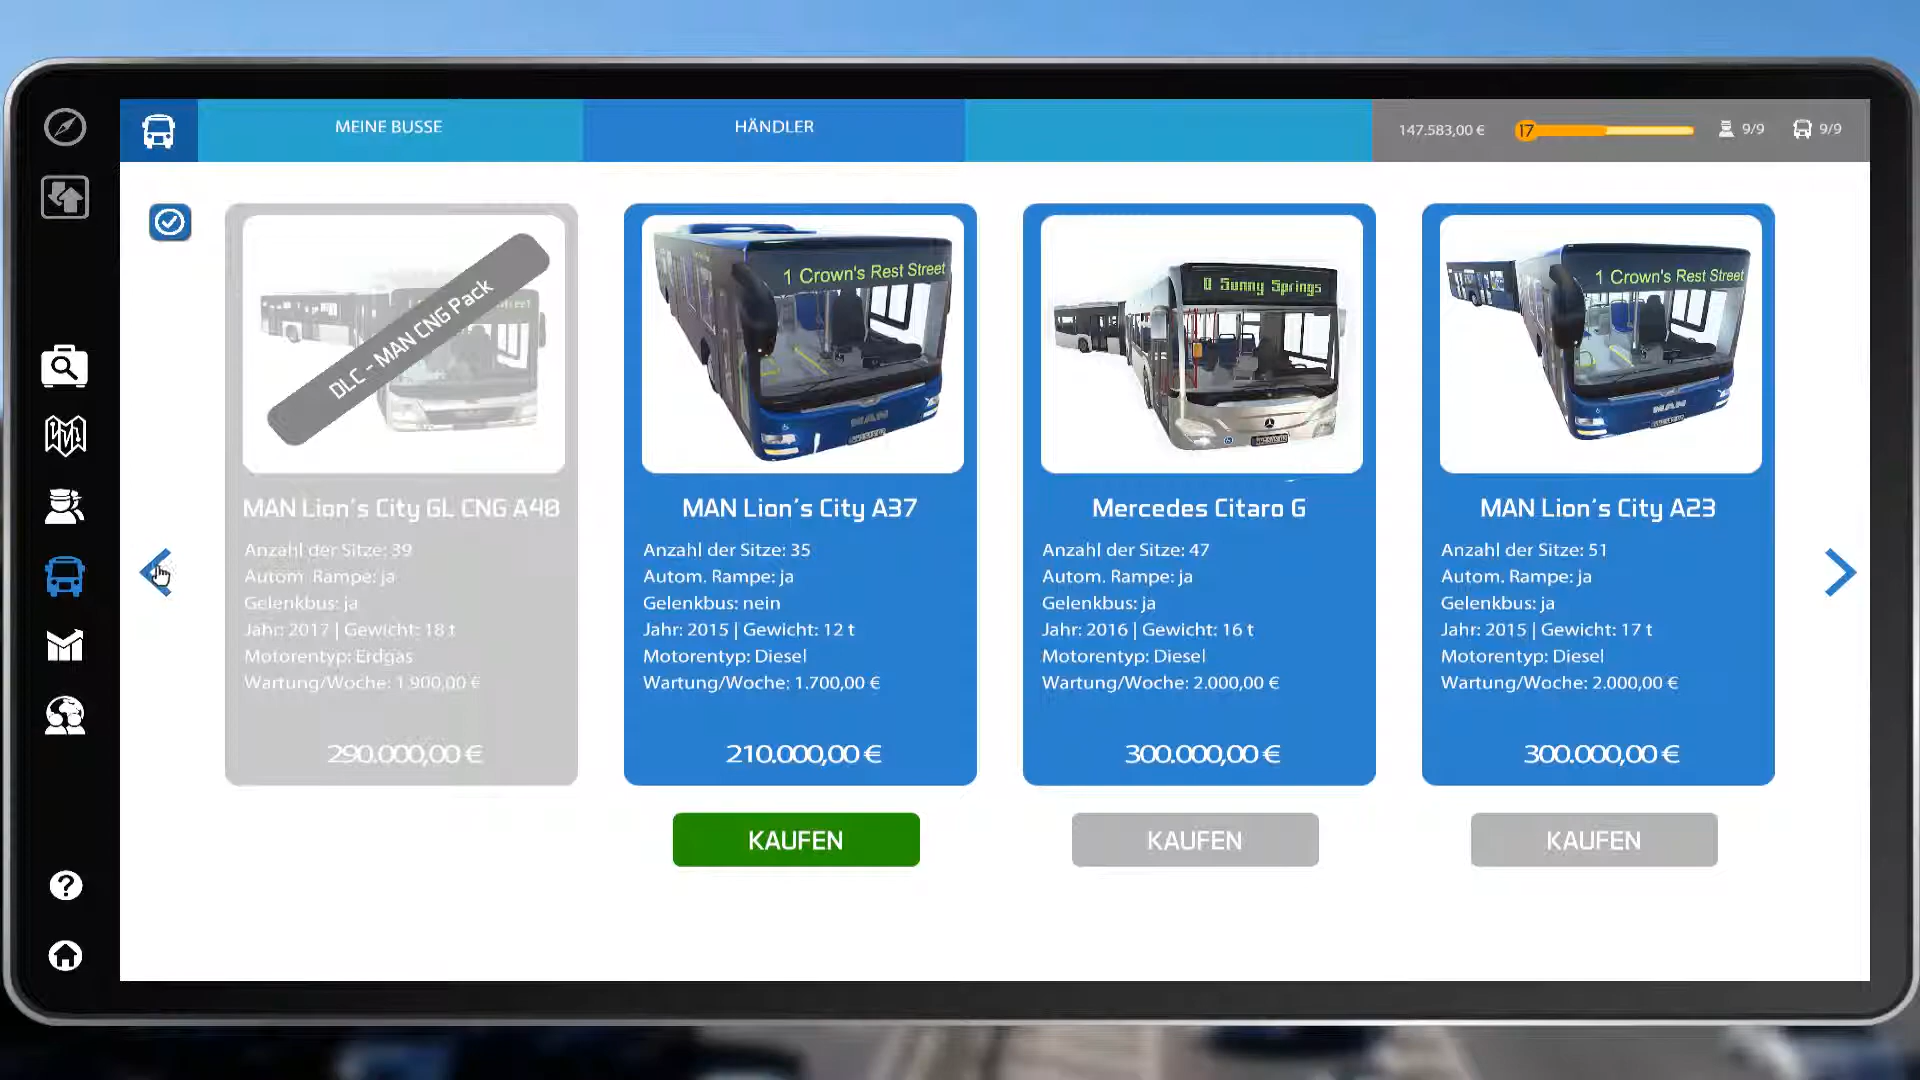 MEINE BUSSE
HÄNDLER
147.583,00 €
17
9/9
9/9
DLC - MAN CNG Pack
1 Crown's Rest Street
0 Sunny Springs
1 Crown's Rest Street
MAN
MAN
MAN Lion´s City GL CNG A40
Anzahl der Sitze: 39
Autom. Rampe: ja
Gelenkbus: ja
Jahr: 2017 | Gewicht: 18 t
Motorentyp: Erdgas
Wartung/Woche: 1.900,00 €
290.000,00 €
MAN Lion´s City A37
Anzahl der Sitze: 35
Autom. Rampe: ja
Gelenkbus: nein
Jahr: 2015 | Gewicht: 12 t
Motorentyp: Diesel
Wartung/Woche: 1.700,00 €
210.000,00 €
KAUFEN
Mercedes Citaro G
Anzahl der Sitze: 47
Autom. Rampe: ja
Gelenkbus: ja
Jahr: 2016 | Gewicht: 16 t
Motorentyp: Diesel
Wartung/Woche: 2.000,00 €
300.000,00 €
KAUFEN
MAN Lion´s City A23
Anzahl der Sitze: 51
Autom. Rampe: ja
Gelenkbus: ja
Jahr: 2015 | Gewicht: 17 t
Motorentyp: Diesel
Wartung/Woche: 2.000,00 €
300.000,00 €
KAUFEN